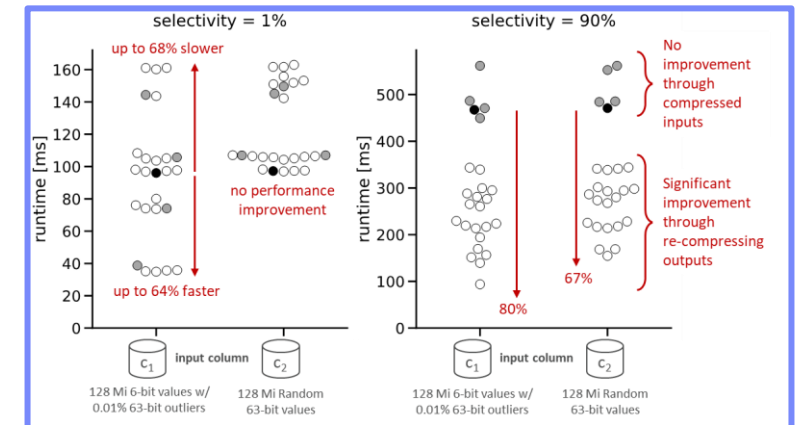 selectivity = 1%
up to 68% slower
runtime [ms]
160
140
120
100
80
60
40
20
0
no performance
improvement
up to 64% faster
C1
input column
C2
128 Mi 6-bit values w/
0.01% 63-bit outliers
128 Mi Random
63-bit values
selectivity = 90%
runtime [ms]
500
400
300
200
100
0
No
improvement
through
compressed
inputs
Significant
improvement
through
re-compressing
outputs
67%
80%
C1
input column
C2
128 Mi 6-bit values w/
0.01% 63-bit outliers
128 Mi Random
63-bit values